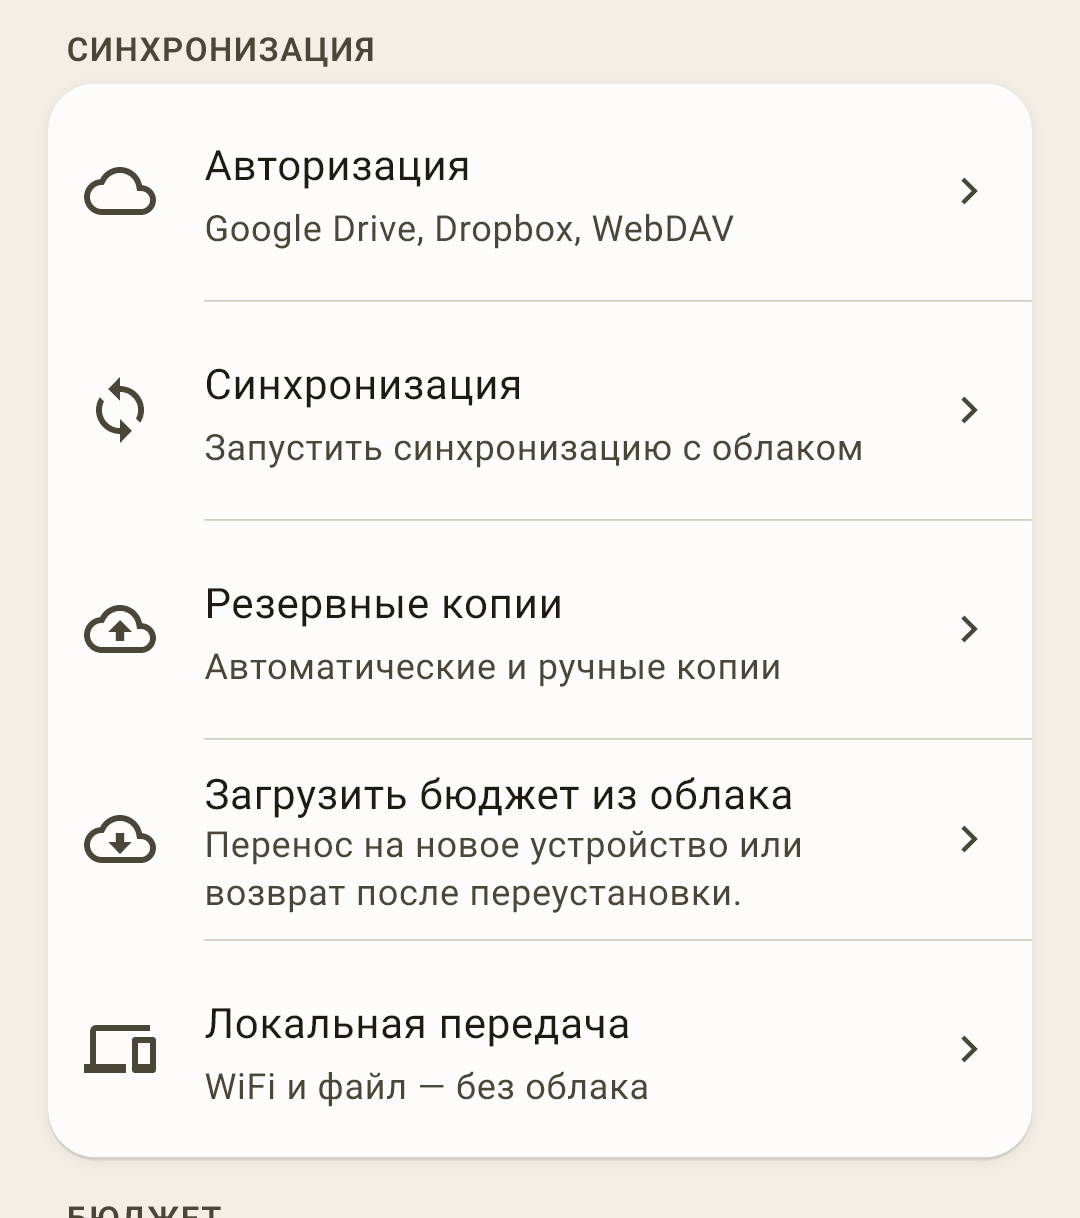 СИНХРОНИЗАЦИЯ
Авторизация
Google Drive, Dropbox, WebDAV
Синхронизация
Запустить синхронизацию с облаком
Резервные копии
Автоматические и ручные копии
Загрузить бюджет из облака
Перенос на новое устройство или
возврат после переустановки.
Локальная передача
WiFi и файл — без облака
БЮДЖЕТ